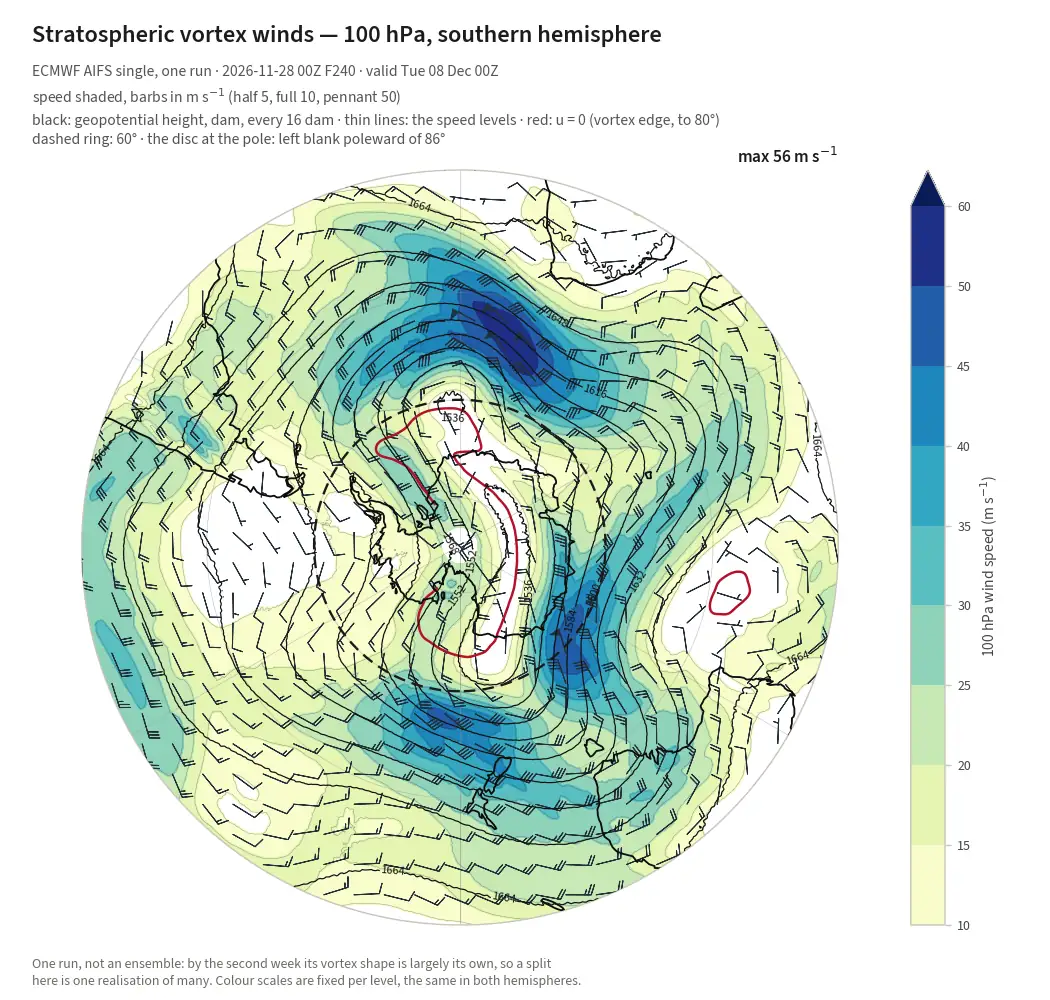 Stratospheric vortex winds — 100 hPa, southern hemisphere
ECMWF AIFS single, one run · 2026-11-28 00Z F240 · valid Tue 08 Dec 00Z
speed shaded, barbs in m s⁻¹ (half 5, full 10, pennant 50)
black: geopotential height, dam, every 16 dam · thin lines: the speed levels · red: u = 0 (vortex edge, to 80°)
dashed ring: 60° · the disc at the pole: left blank poleward of 86°
max 56 m s⁻¹
1664
1648
1616
1536
1664
1664
1552
1536
1552
1632
1584
1664
1664
1664
60
50
45
40
35
30
25
20
15
10
100 hPa wind speed (m s⁻¹)
One run, not an ensemble: by the second week its vortex shape is largely its own, so a split
here is one realisation of many. Colour scales are fixed per level, the same in both hemispheres.